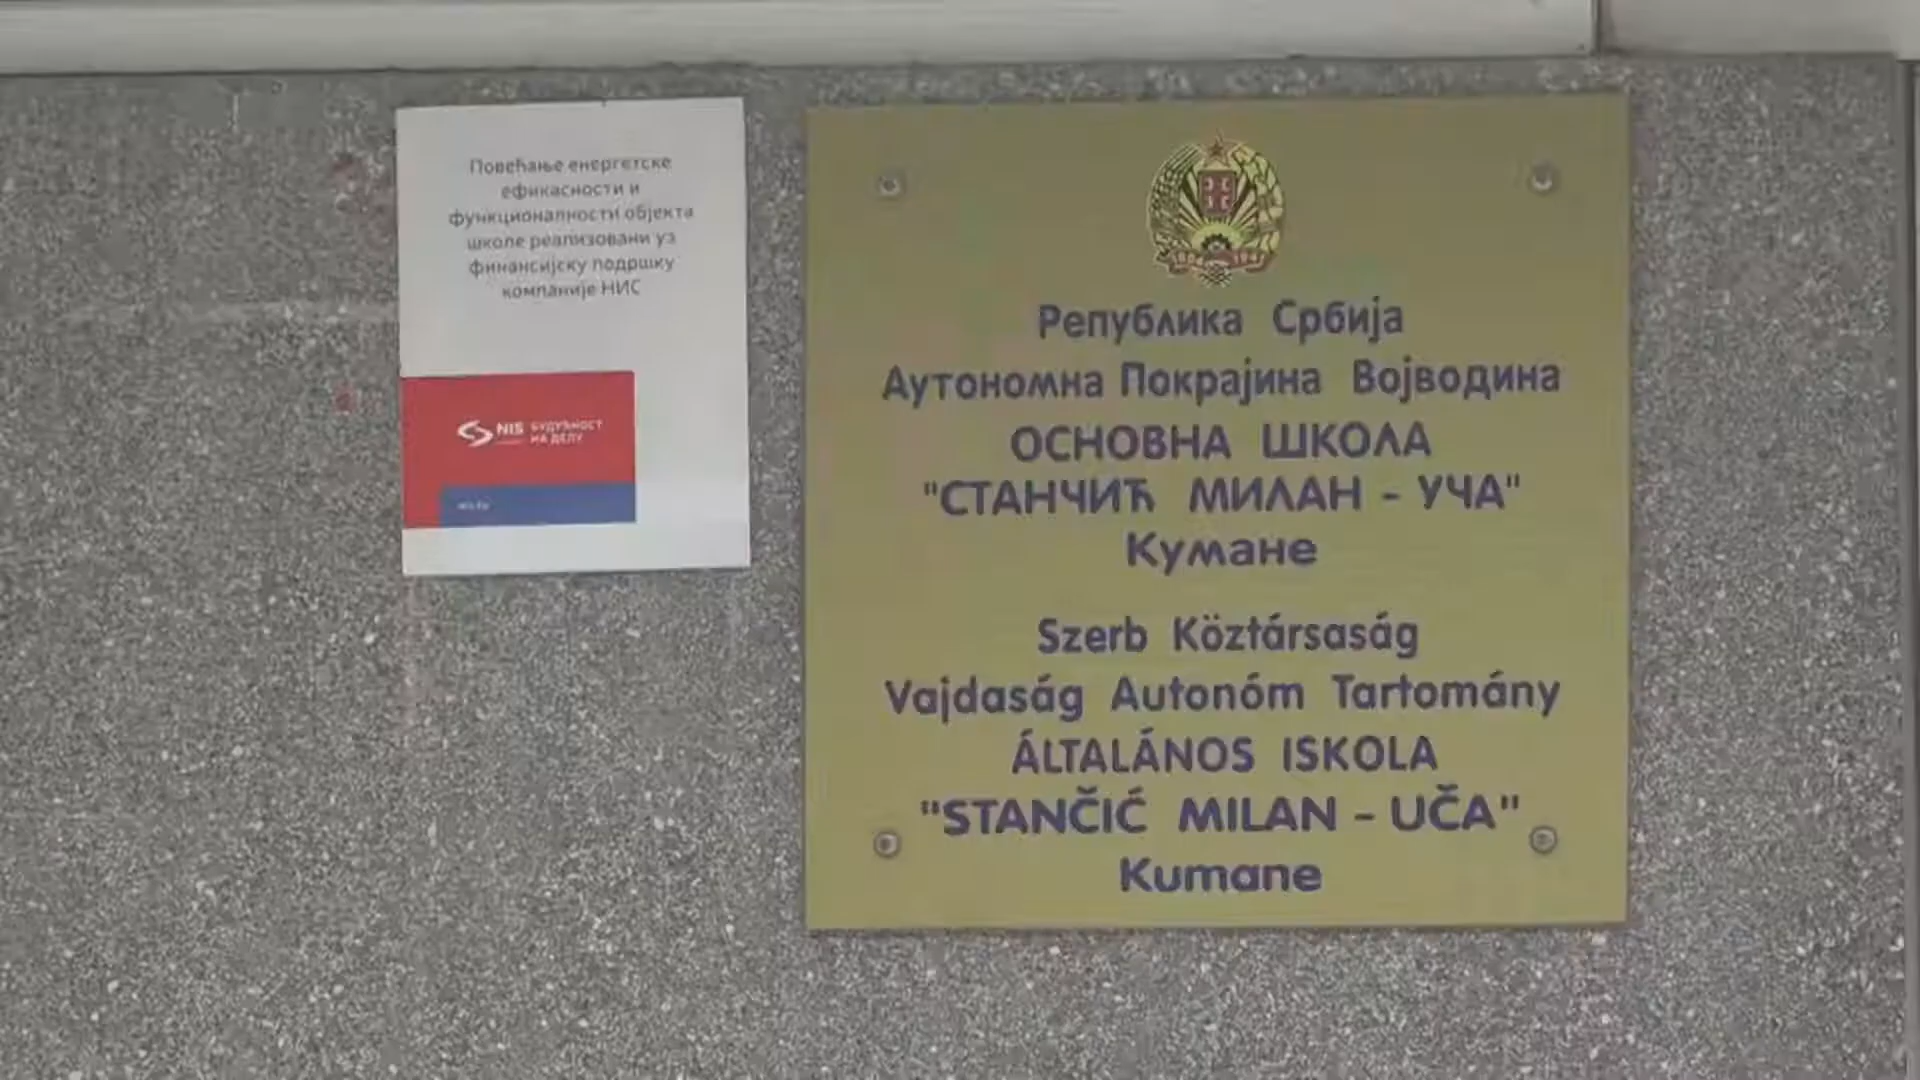 Повећање енергетске
ефикасности и
функционалности објекта
школе реализовани уз
финансијску подршку
компаније НИС
NIS БУДУЋНОСТ
НА ДЕЛУ
Република Србија
Аутономна Покрајина Војводина
ОСНОВНА ШКОЛА
"СТАНЧИЋ МИЛАН - УЧА"
Кумане
Szerb Köztársaság
Vajdaság Autonóm Tartomány
ÁLTALÁNOS ISKOLA
"STANČIĆ MILAN - UČA"
Kumane